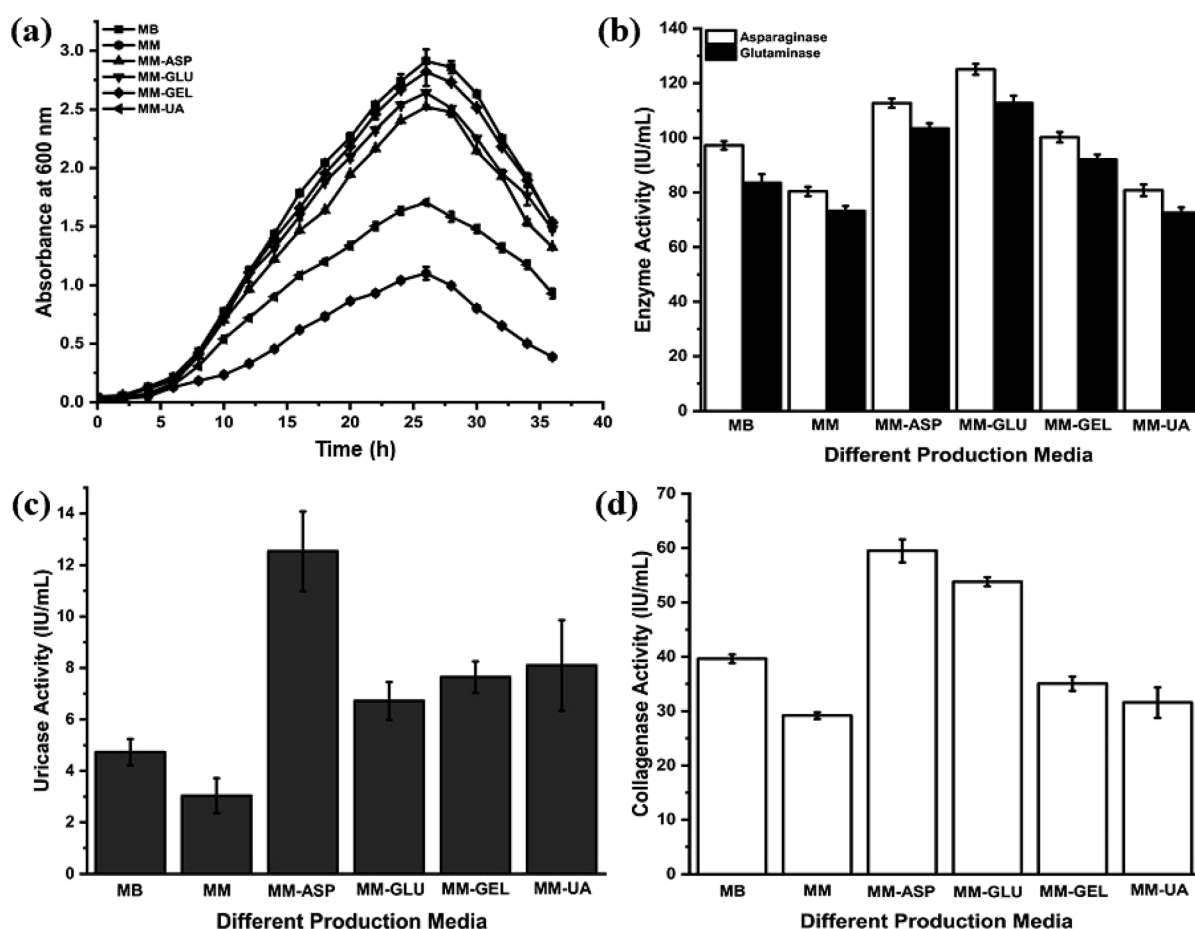 (a)
MB
MM
MM-ASP
MM-GLU
MM-GEL
MM-UA
3.0
2.5
2.0
1.5
1.0
0.5
0.0
Absorbance at 600 nm
0 5 10 15 20 25 30 35 40
Time (h)
(b)
Asparaginase
Glutaminase
140
120
100
80
60
40
20
0
Enzyme Activity (IU/mL)
MB MM MM-ASP MM-GLU MM-GEL MM-UA
Different Production Media
(c)
14
12
10
8
6
4
2
0
Uricase Activity (IU/mL)
MB MM MM-ASP MM-GLU MM-GEL MM-UA
Different Production Media
(d)
70
60
50
40
30
20
10
0
Collagenase Activity (IU/mL)
MB MM MM-ASP MM-GLU MM-GEL MM-UA
Different Production Media